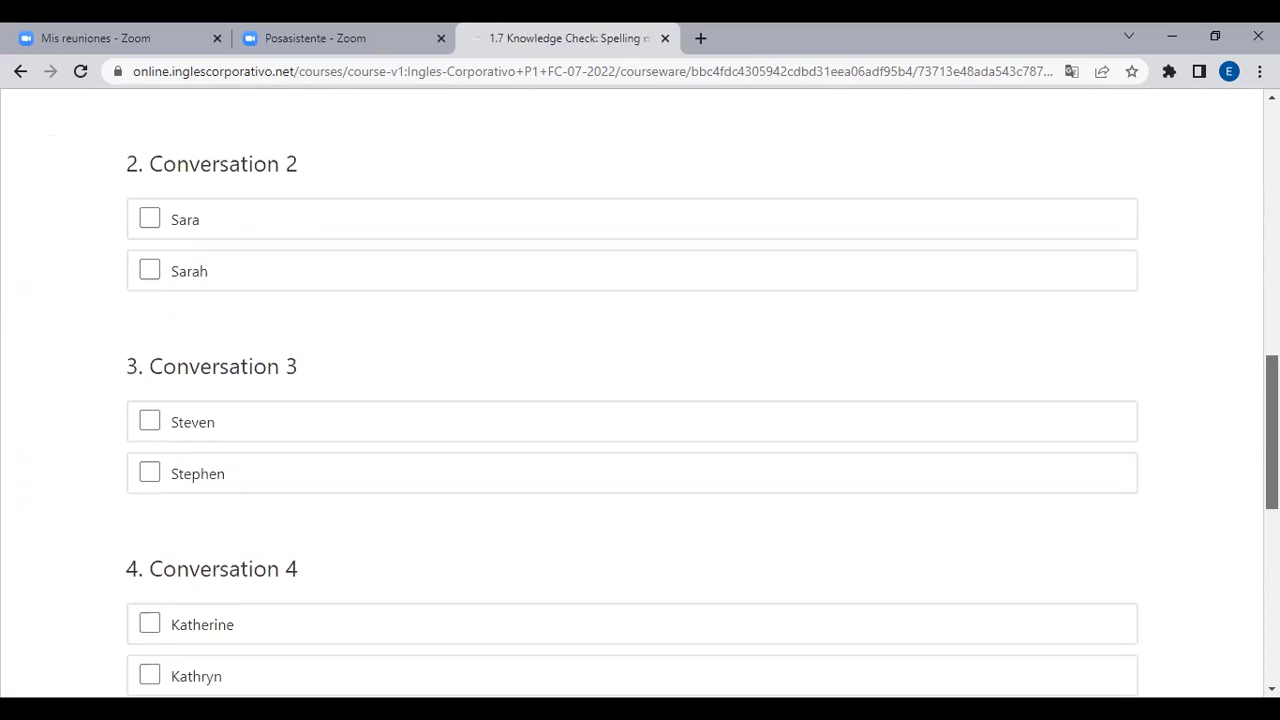 Mis reuniones - Zoom
Posasistente - Zoom
1.7 Knowledge Check: Spelling
online.inglescorporativo.net/courses/course-v1:Ingles-Corporativo+P1+FC-07-2022/courseware/bbc4fdc4305942cdbd31eea06adf95b4/73713e48ada543c787...
E
2. Conversation 2
Sara
Sarah
3. Conversation 3
Steven
Stephen
4. Conversation 4
Katherine
Kathryn